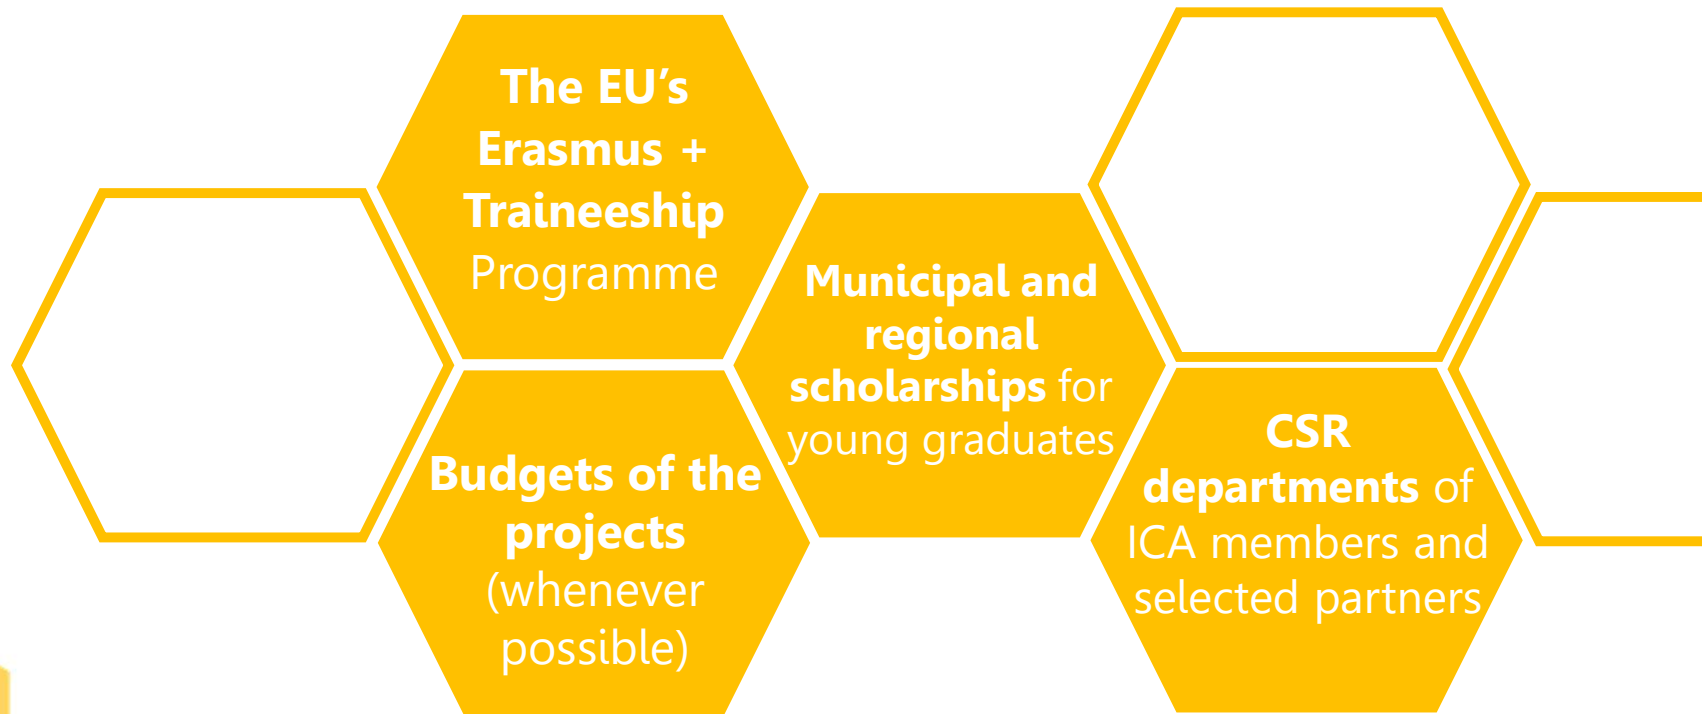 The EU’s
Erasmus +
Traineeship
Programme
Budgets of the
projects
(whenever
possible)
Municipal and
regional
scholarships for
young graduates
CSR
departments of
ICA members and
selected partners